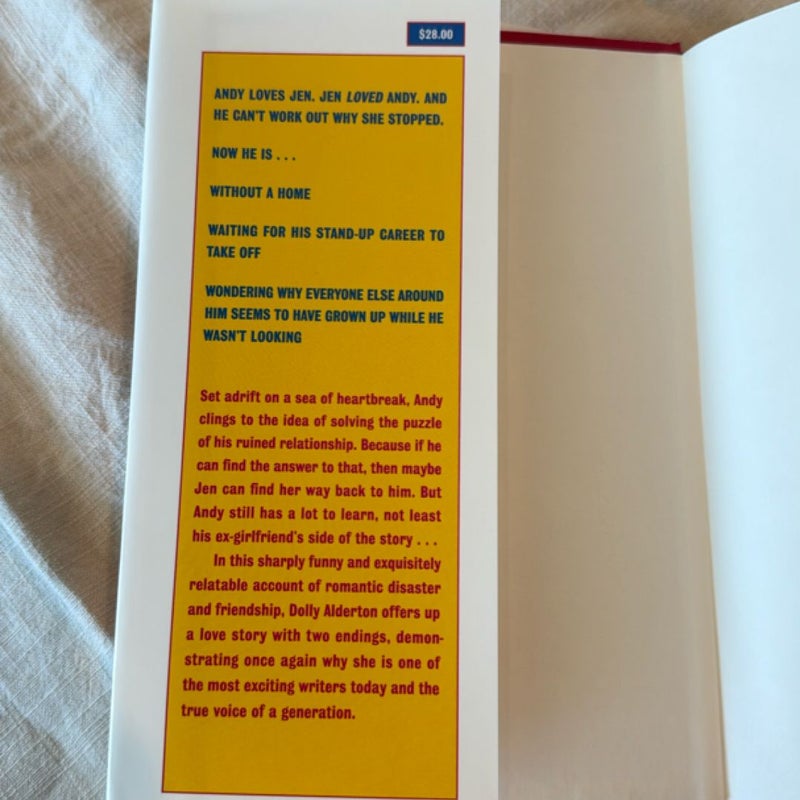 $28.00
ANDY LOVES JEN. JEN LOVED ANDY. AND
HE CAN'T WORK OUT WHY SHE STOPPED.
NOW HE IS . . .
WITHOUT A HOME
WAITING FOR HIS STAND-UP CAREER TO
TAKE OFF
WONDERING WHY EVERYONE ELSE AROUND
HIM SEEMS TO HAVE GROWN UP WHILE HE
WASN'T LOOKING
Set adrift on a sea of heartbreak, Andy
clings to the idea of solving the puzzle
of his ruined relationship. Because if he
can find the answer to that, then maybe
Jen can find her way back to him. But
Andy still has a lot to learn, not least
his ex-girlfriend's side of the story . . .
In this sharply funny and exquisitely
relatable account of romantic disaster
and friendship, Dolly Alderton offers up
a love story with two endings, demon-
strating once again why she is one of
the most exciting writers today and the
true voice of a generation.